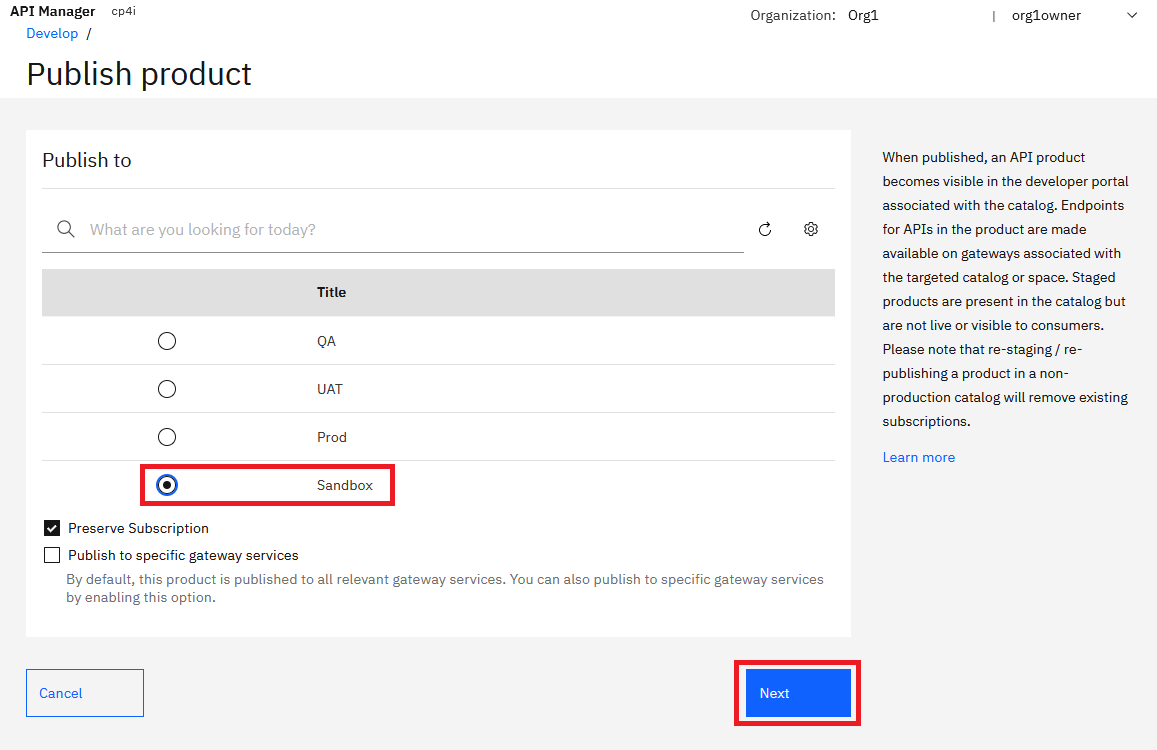 API Manager cp4i
Organization: Org1 | org1owner
Develop /
Publish product
Publish to
What are you looking for today?
Title
QA
UAT
Prod
Sandbox
Preserve Subscription
Publish to specific gateway services
By default, this product is published to all relevant gateway services. You can also publish to specific gateway services
by enabling this option.
Cancel
Next
When published, an API product
becomes visible in the developer portal
associated with the catalog. Endpoints
for APIs in the product are made
available on gateways associated with
the targeted catalog or space. Staged
products are present in the catalog but
are not live or visible to consumers.
Please note that re-staging / re-
publishing a product in a non-
production catalog will remove existing
subscriptions.
Learn more